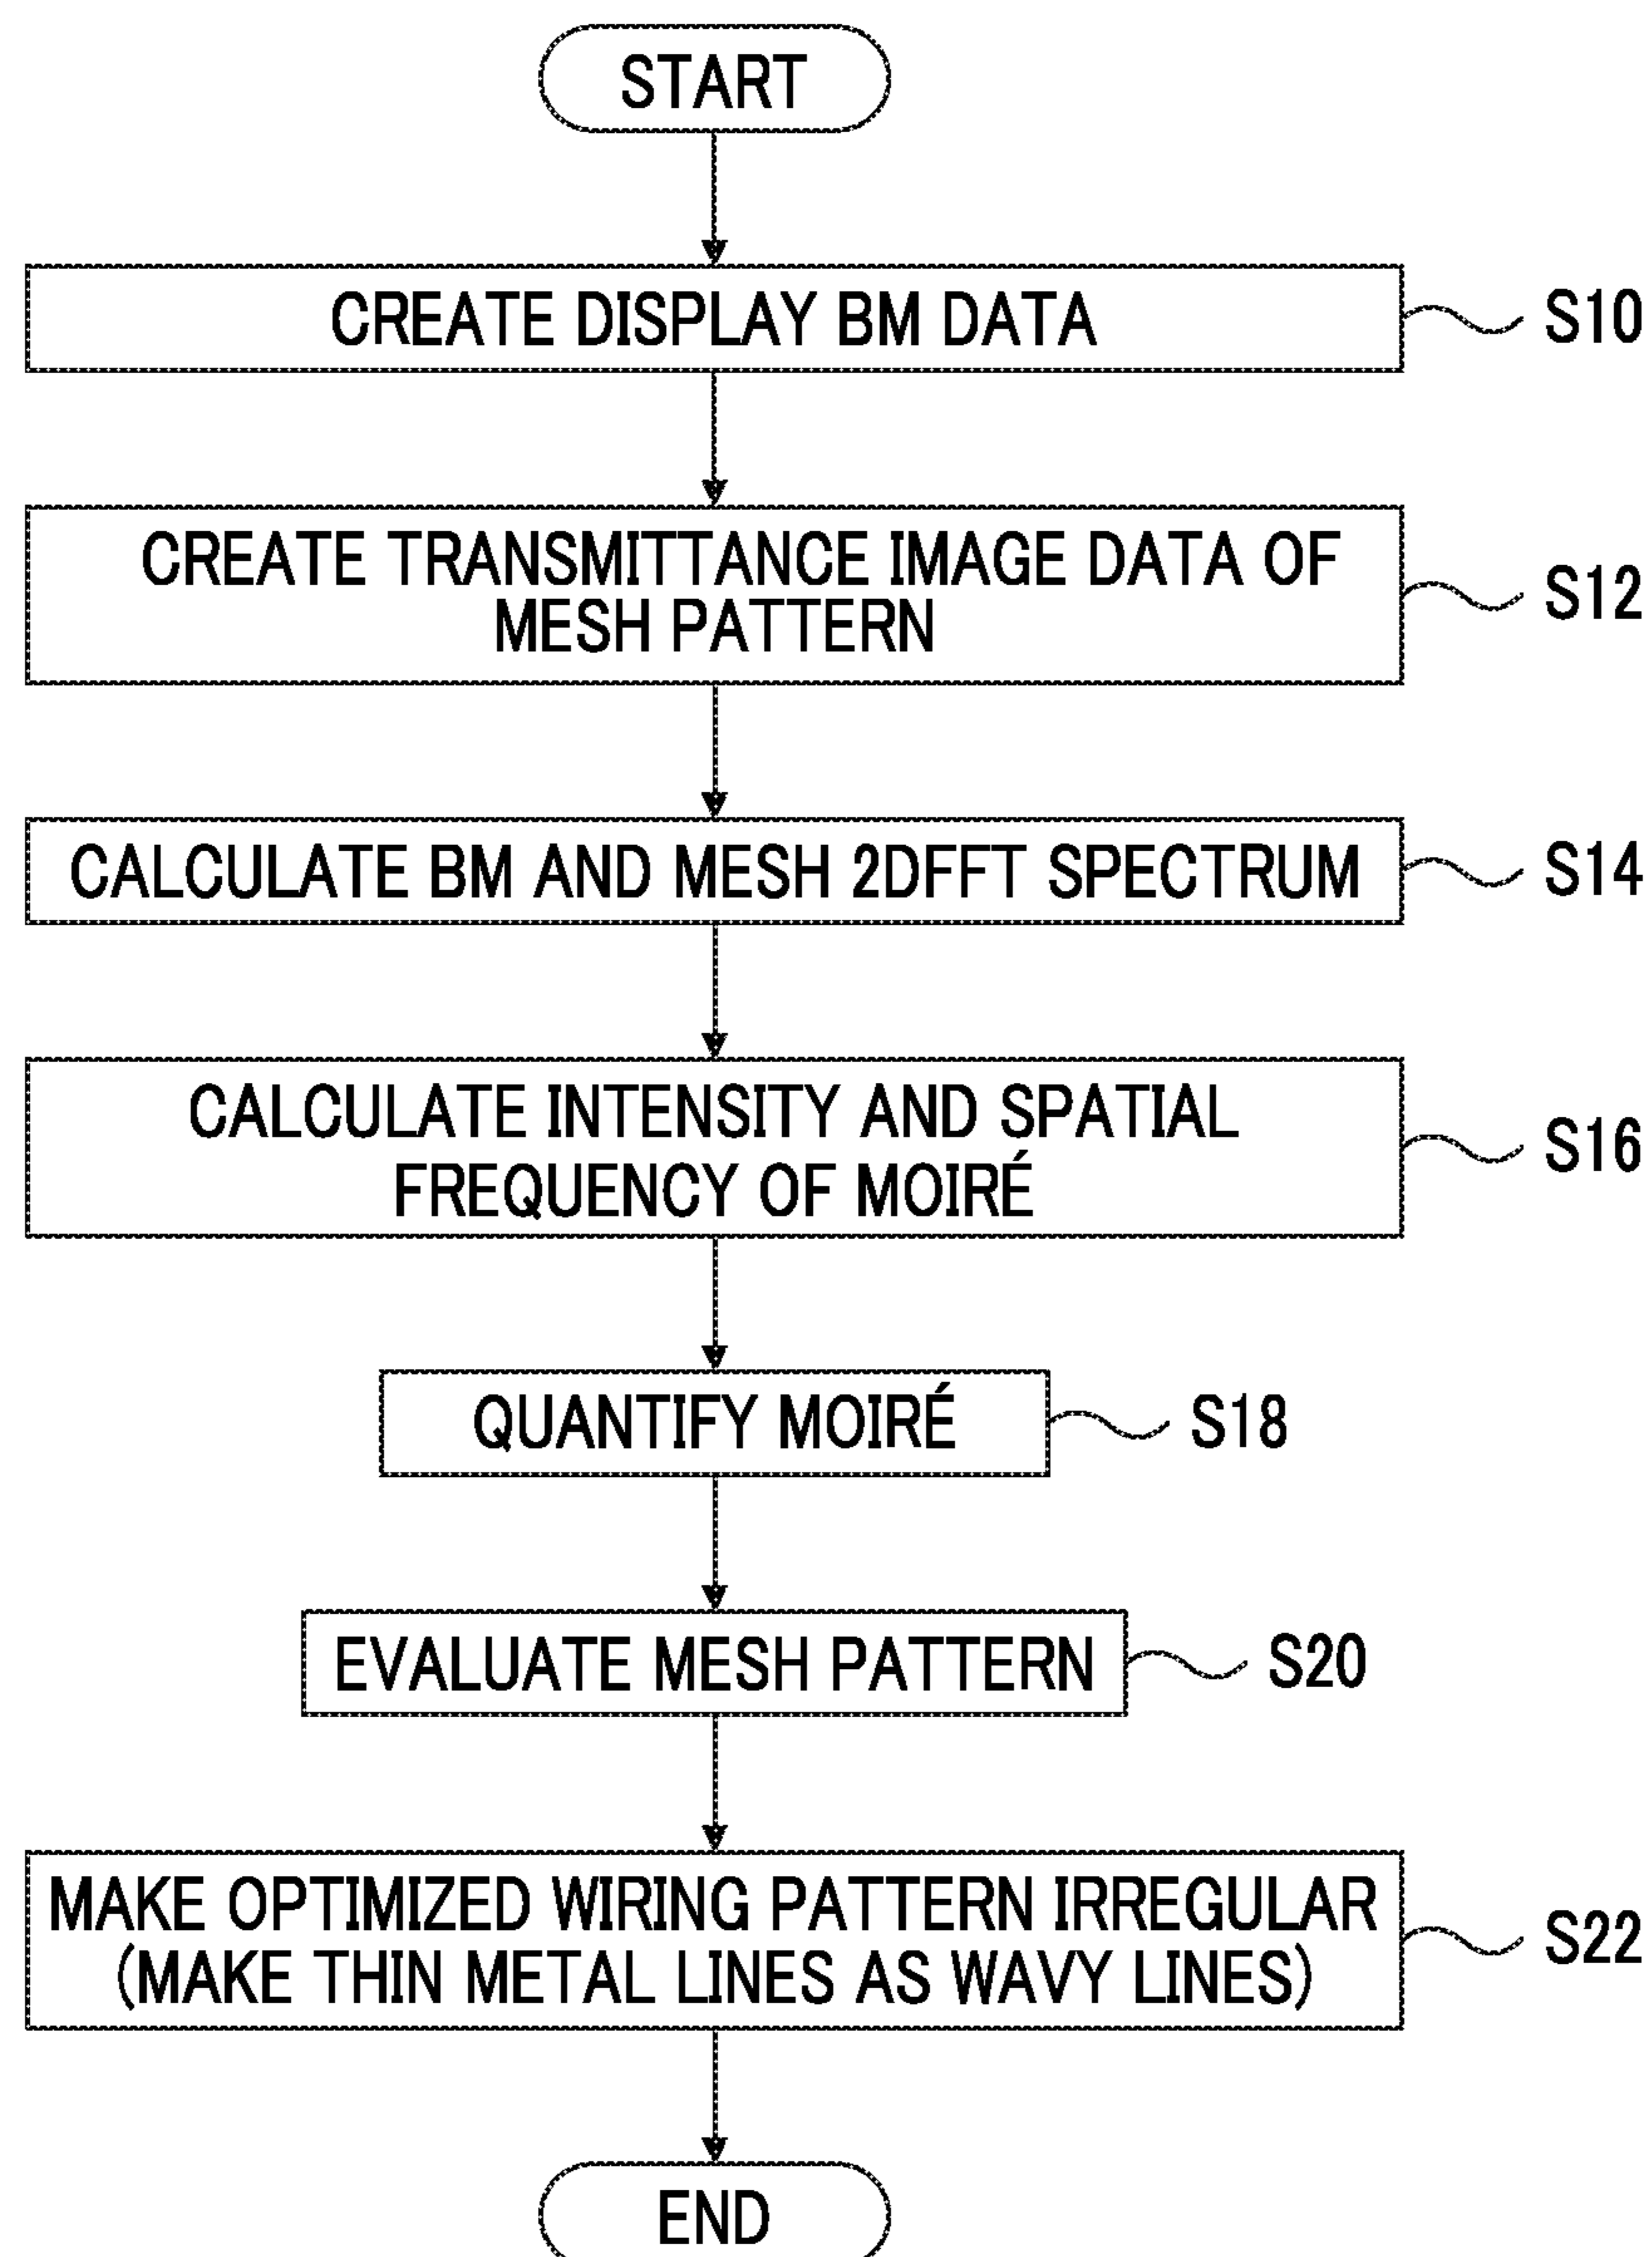 START
CREATE DISPLAY BM DATA
S10
CREATE TRANSMITTANCE IMAGE DATA OF
MESH PATTERN
S12
CALCULATE BM AND MESH 2DFFT SPECTRUM
S14
CALCULATE INTENSITY AND SPATIAL
FREQUENCY OF MOIRÉ
S16
QUANTIFY MOIRÉ
S18
EVALUATE MESH PATTERN
S20
MAKE OPTIMIZED WIRING PATTERN IRREGULAR
(MAKE THIN METAL LINES AS WAVY LINES)
S22
END